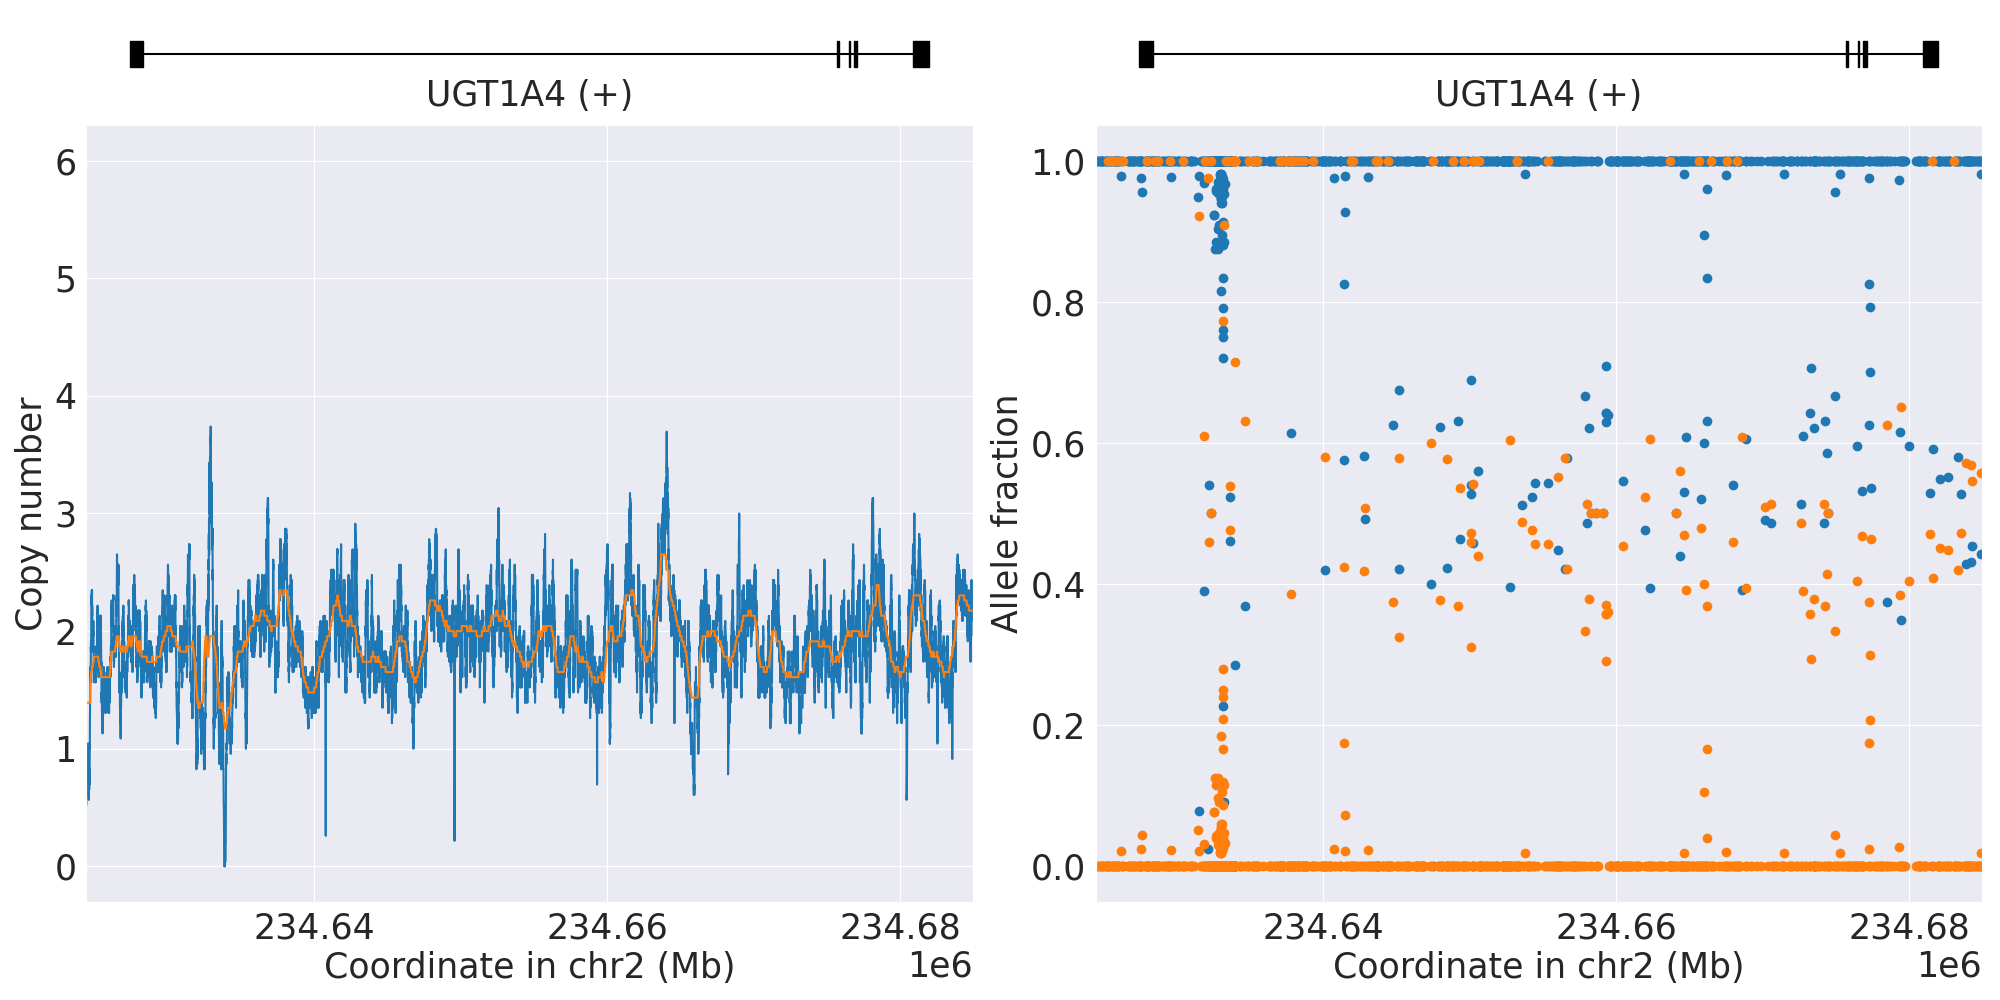 UGT1A4 (+)
6
5
4
3
2
1
0
Copy number
234.64 234.66 234.68
1e6
Coordinate in chr2 (Mb)
UGT1A4 (+)
1.0
0.8
0.6
0.4
0.2
0.0
Allele fraction
234.64 234.66 234.68
1e6
Coordinate in chr2 (Mb)